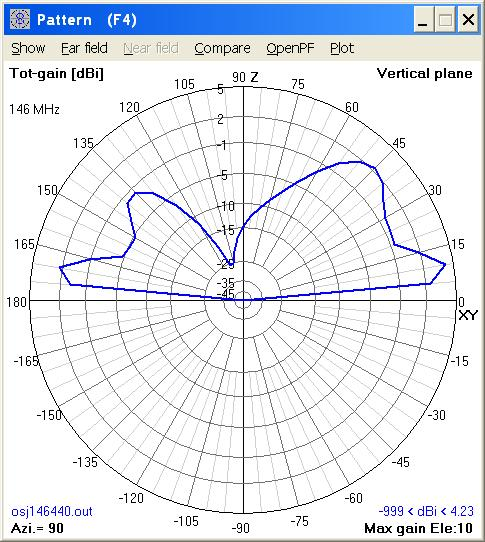 Pattern (F4)
Show Far field Near field Compare OpenPF Plot
Tot-gain [dBi] Vertical plane
146 MHz
90 Z
105 75
120 60
135 45
150 30
165 15
180 0
XY
-165 -15
-150 -30
-135 -45
-120 -60
-105 -75
-90
5
2
-1
-5
-10
-15
-25
-35
-45
osj146440.out -999 < dBi < 4.23
Azi.= 90 Max gain Ele:10